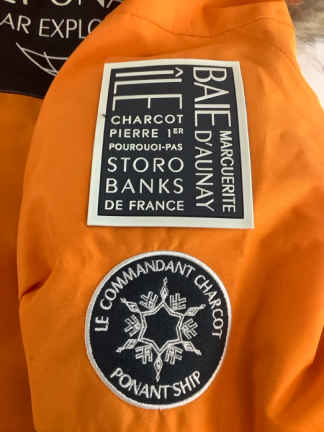 PONA
AR EXPLO
ÎLE
CHARCOT
PIERRE 1ER
POURQUOI-PAS
STORO
BANKS
DE FRANCE
BAIE
MARGUERITE
D'AUNAY
LE COMMANDANT CHARCOT
PONANT SHIP